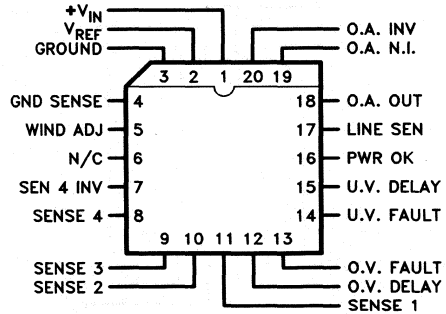 +VIN
VREF
GROUND
O.A. INV
O.A. N.I.
3 2 1 20 19
GND SENSE 4
18 O.A. OUT
WIND ADJ 5
17 LINE SEN
N/C 6
16 PWR OK
SEN 4 INV 7
15 U.V. DELAY
SENSE 4 8
14 U.V. FAULT
9 10 11 12 13
SENSE 3
O.V. FAULT
SENSE 2
O.V. DELAY
SENSE 1